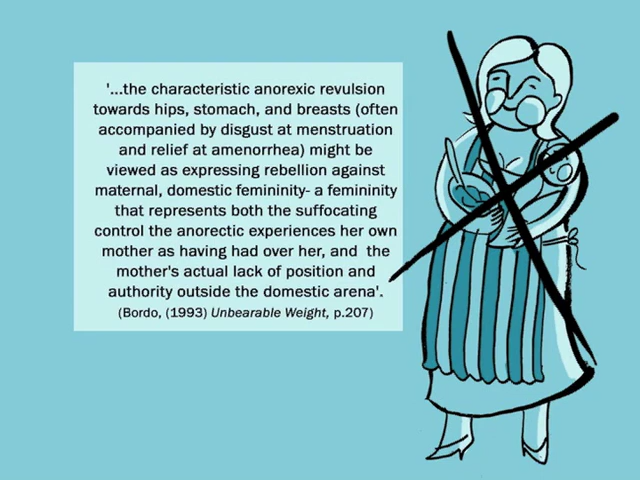 '...the characteristic anorexic revulsion
towards hips, stomach, and breasts (often
accompanied by disgust at menstruation
and relief at amenorrhea) might be
viewed as expressing rebellion against
maternal, domestic femininity- a femininity
that represents both the suffocating
control the anorectic experiences her own
mother as having had over her, and  the
mother's actual lack of position and
authority outside the domestic arena'.
(Bordo, (1993) Unbearable Weight, p.207)